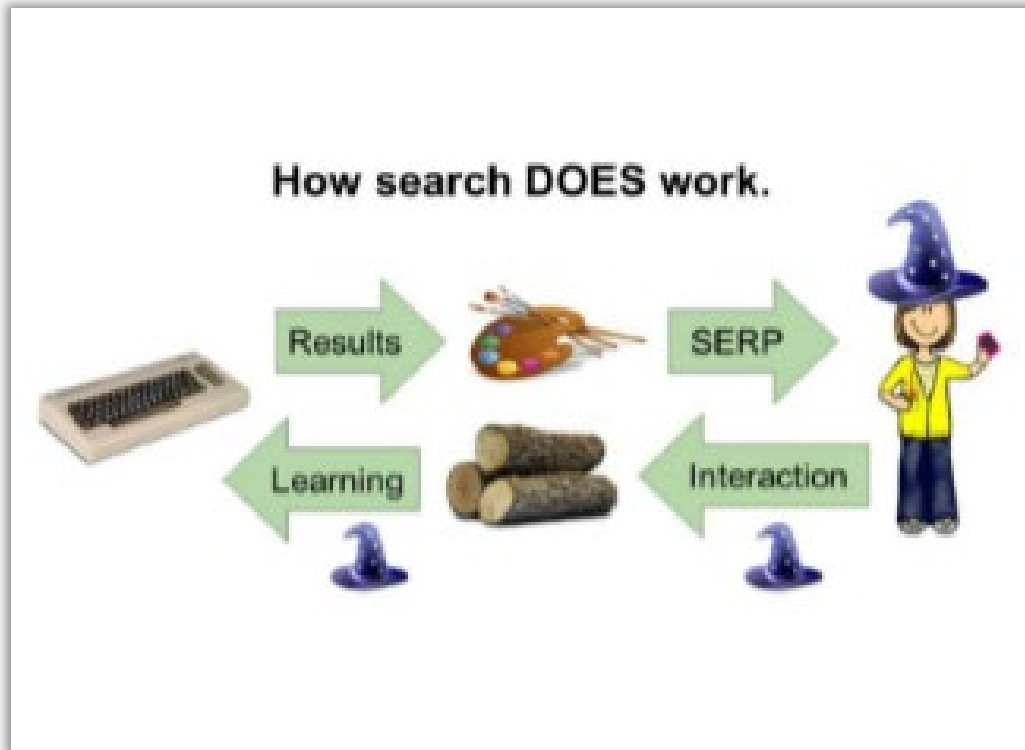 How search DOES work.
Results
SERP
Learning
Interaction